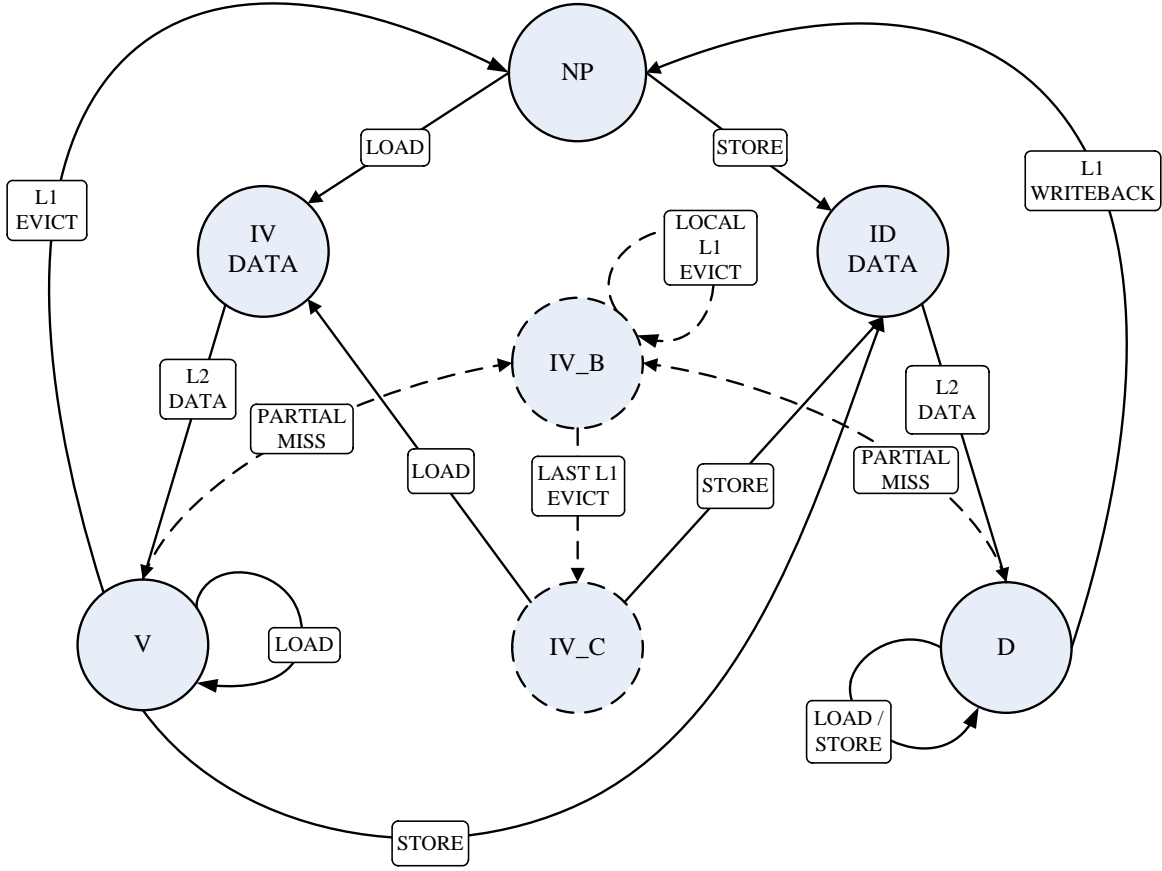 NP
LOAD
STORE
L1
EVICT
L1
WRITEBACK
IV
DATA
LOCAL
L1
EVICT
ID
DATA
IV_B
L2
DATA
L2
DATA
PARTIAL
MISS
LOAD
LAST L1
EVICT
STORE
PARTIAL
MISS
V
LOAD
IV_C
D
LOAD /
STORE
STORE